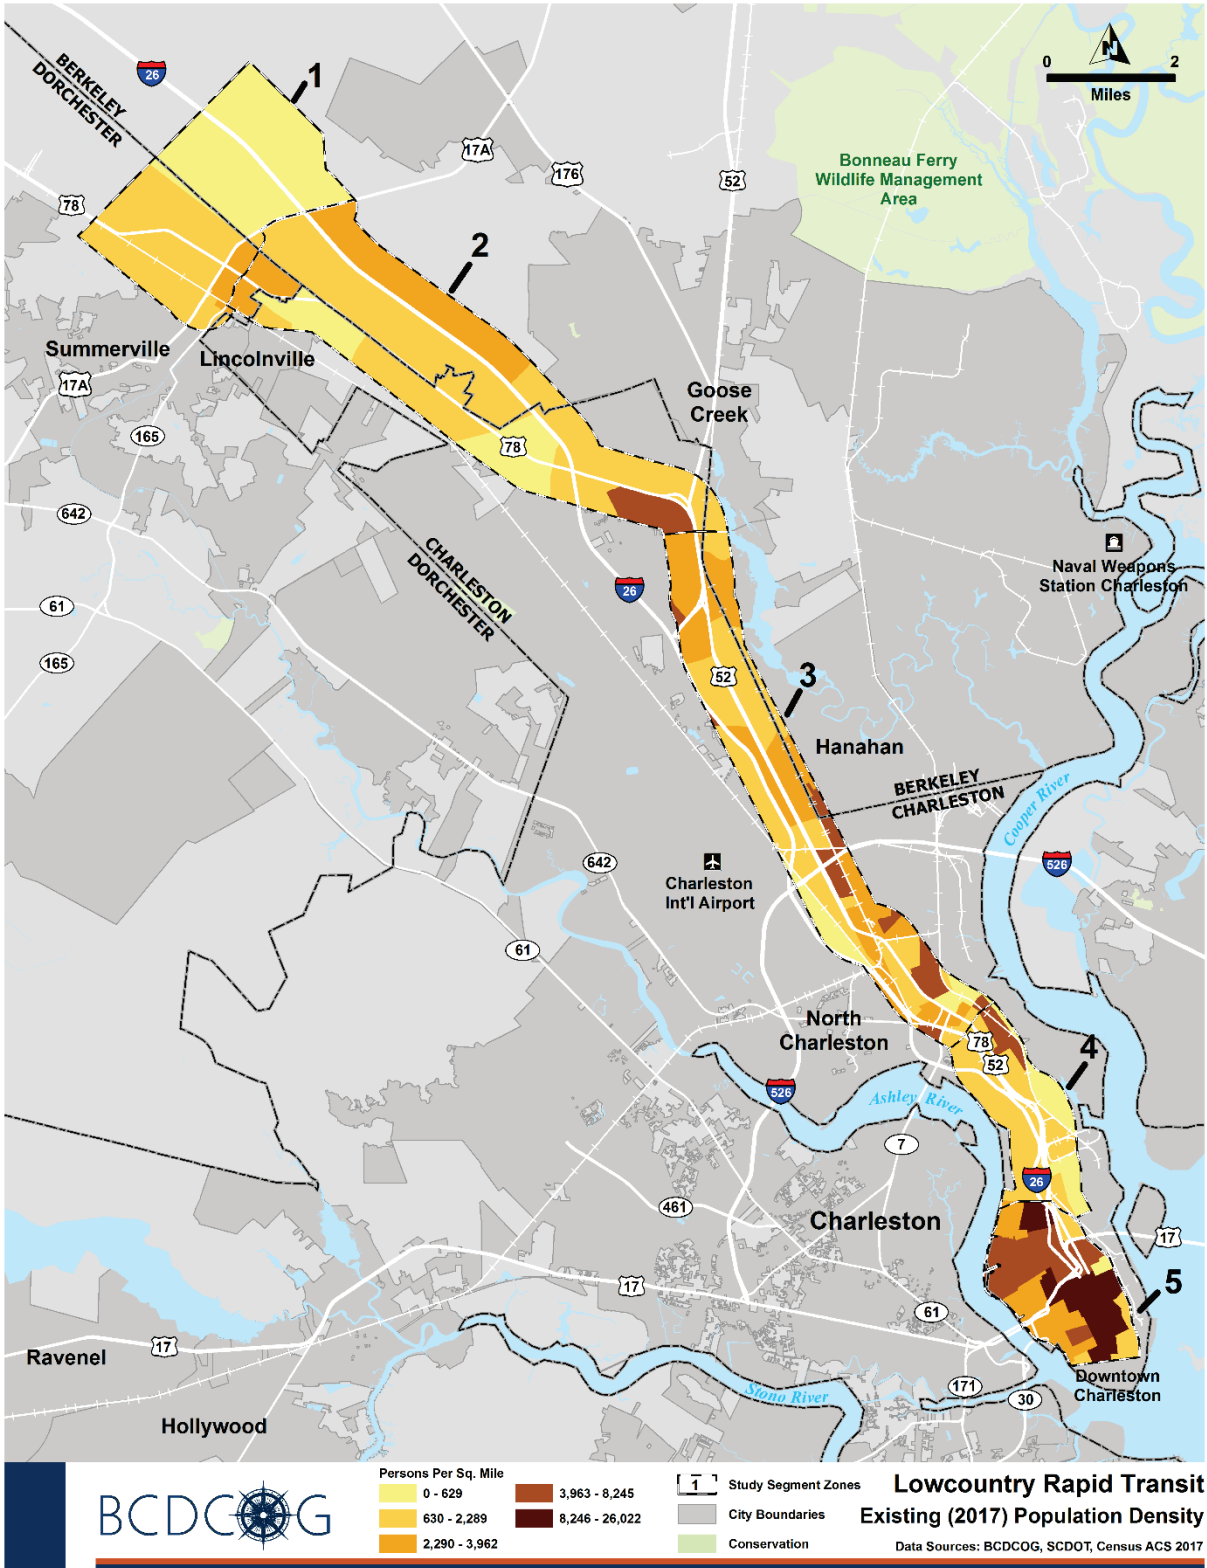 N
0
2
Miles
1
26
BERKELEY
DORCHESTER
17A
176
52
Bonneau Ferry
Wildlife Management
Area
78
2
Summerville
Lincolnville
17A
Goose
Creek
165
78
642
CHARLESTON
DORCHESTER
26
Naval Weapons
Station Charleston
61
165
52
3
Hanahan
BERKELEY
CHARLESTON
Cooper River
642
Charleston
Int'l Airport
526
61
North
Charleston
78
52
4
526
Ashley River
7
26
461
Charleston
17
17
5
61
17
Ravenel
171
30
Downtown
Charleston
Stono River
Hollywood
BCDCOG
Persons Per Sq. Mile
0 - 629
630 - 2,289
2,290 - 3,962
3,963 - 8,245
8,246 - 26,022
1
Study Segment Zones
City Boundaries
Conservation
Lowcountry Rapid Transit
Existing (2017) Population Density
Data Sources: BCDCOG, SCDOT, Census ACS 2017